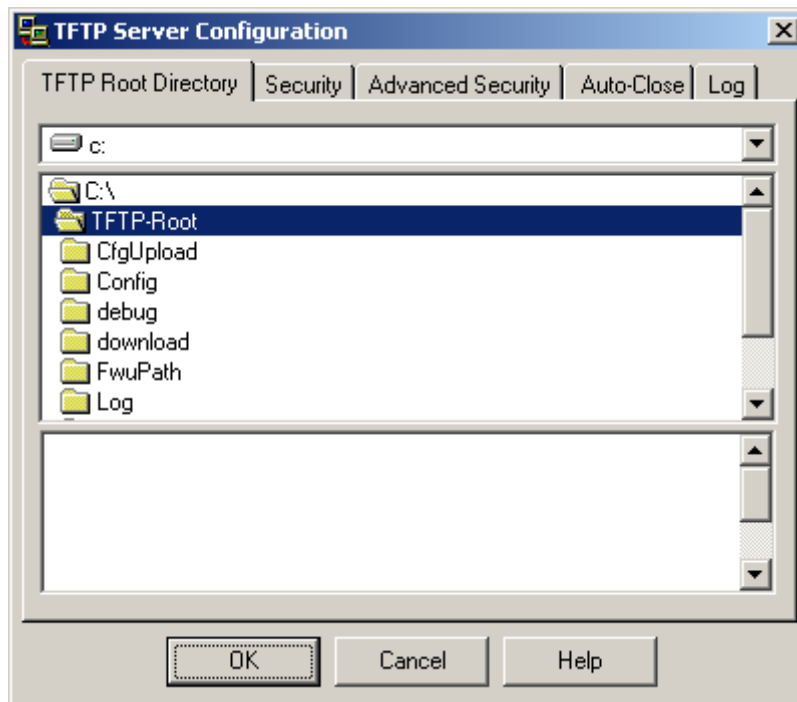 TFTP Server Configuration
TFTP Root Directory Security Advanced Security Auto-Close Log
c:
C:\
TFTP-Root
CfgUpload
Config
debug
download
FwuPath
Log
OK Cancel Help